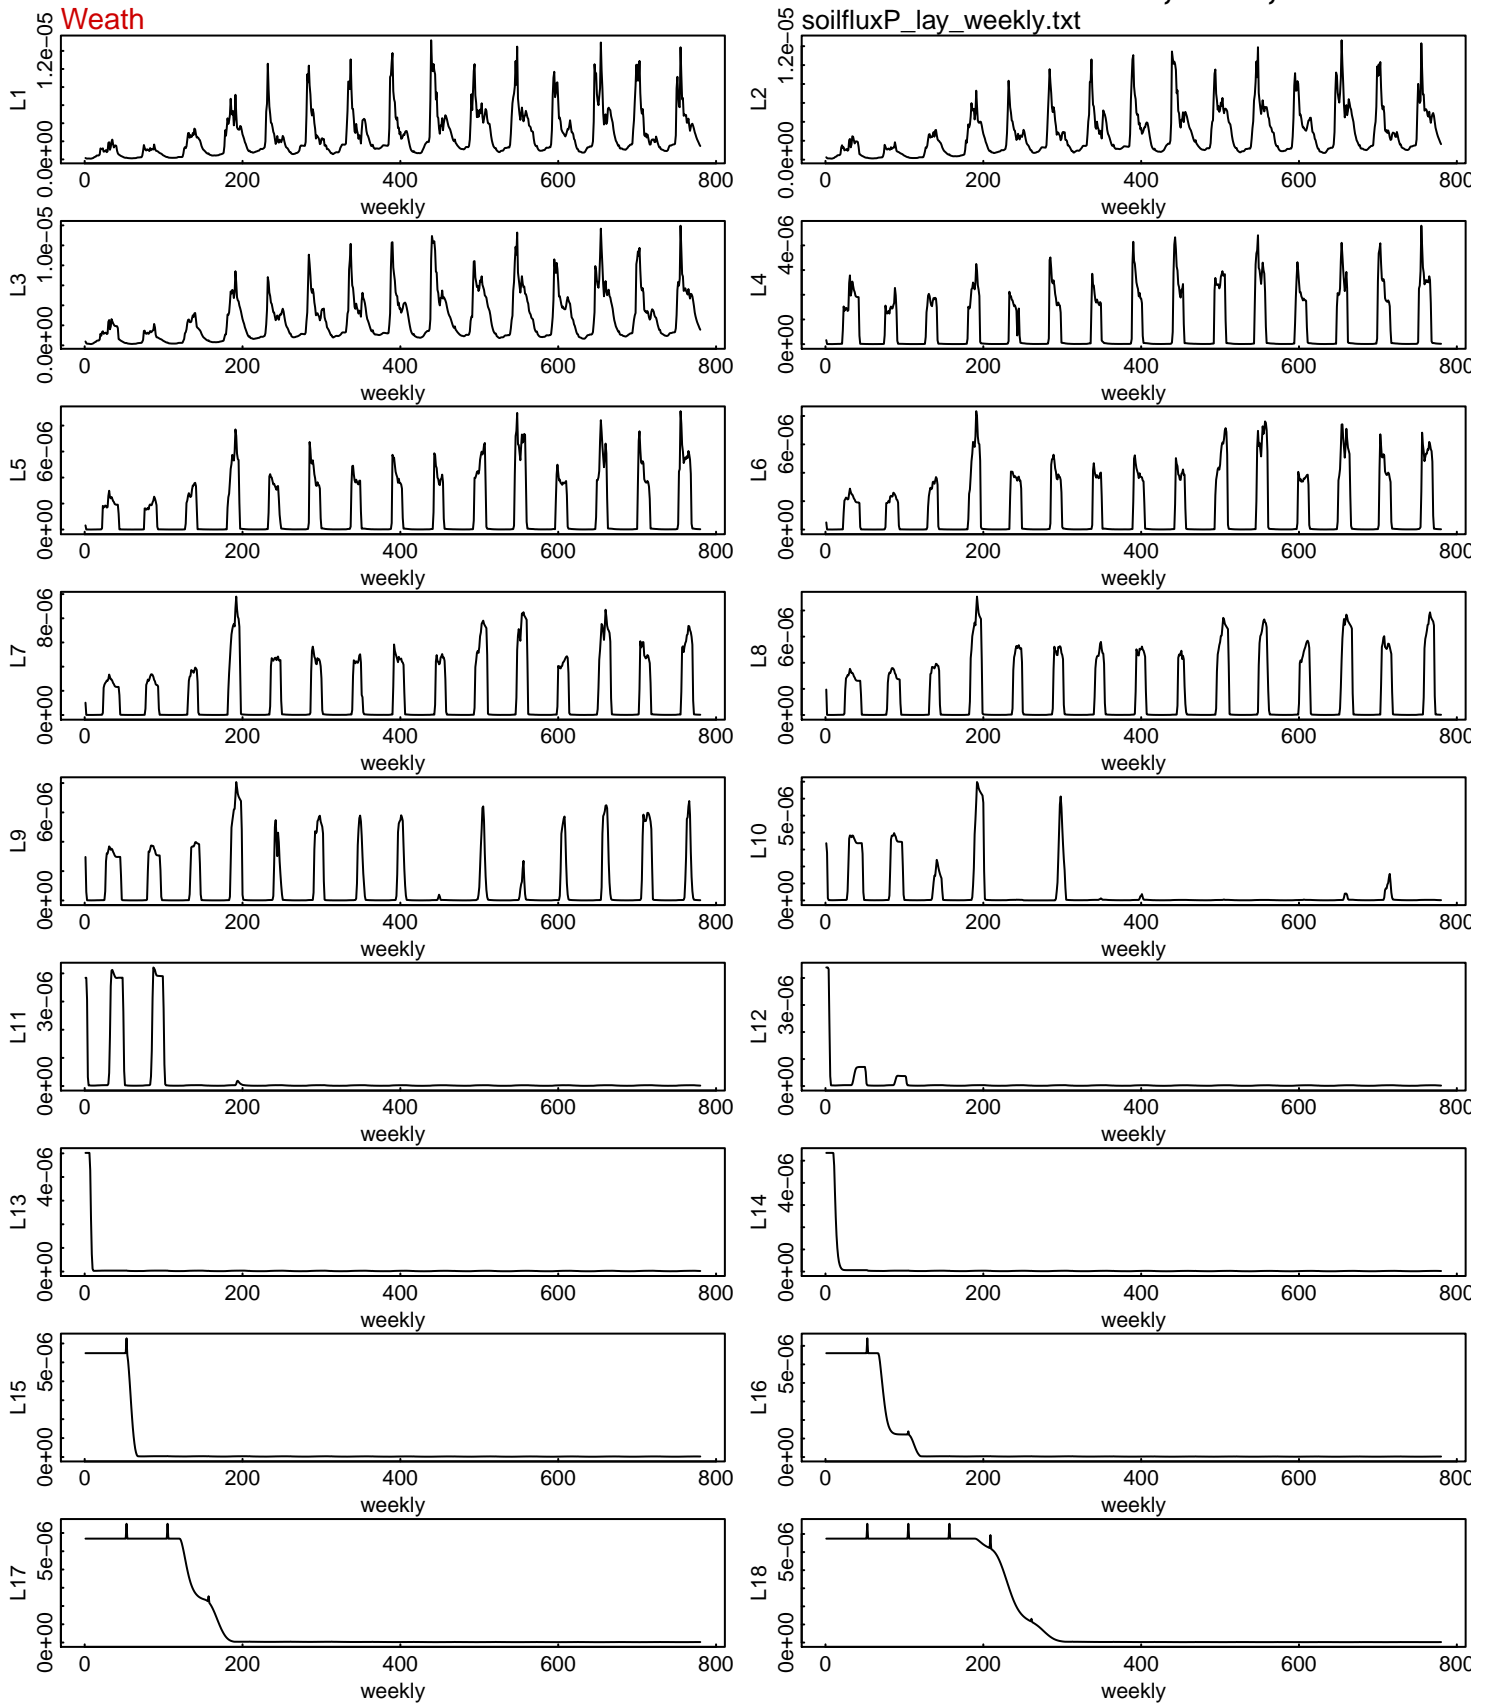 Weath
soilfluxP_lay_weekly.txt
L1
0.0e+00 1.2e−05
0 200 400 600 800
weekly
L2
0.0e+00 1.2e−05
0 200 400 600 800
weekly
L3
0.0e+00 1.0e−05
0 200 400 600 800
weekly
L4
0e+00 4e−06
0 200 400 600 800
weekly
L5
0e+00 6e−06
0 200 400 600 800
weekly
L6
0e+00 6e−06
0 200 400 600 800
weekly
L7
0e+00 8e−06
0 200 400 600 800
weekly
L8
0e+00 6e−06
0 200 400 600 800
weekly
L9
0e+00 6e−06
0 200 400 600 800
weekly
L10
0e+00 5e−06
0 200 400 600 800
weekly
L11
0e+00 3e−06
0 200 400 600 800
weekly
L12
0e+00 3e−06
0 200 400 600 800
weekly
L13
0e+00 4e−06
0 200 400 600 800
weekly
L14
0e+00 4e−06
0 200 400 600 800
weekly
L15
0e+00 5e−06
0 200 400 600 800
weekly
L16
0e+00 5e−06
0 200 400 600 800
weekly
L17
0e+00 5e−06
0 200 400 600 800
weekly
L18
0e+00 5e−06
0 200 400 600 800
weekly